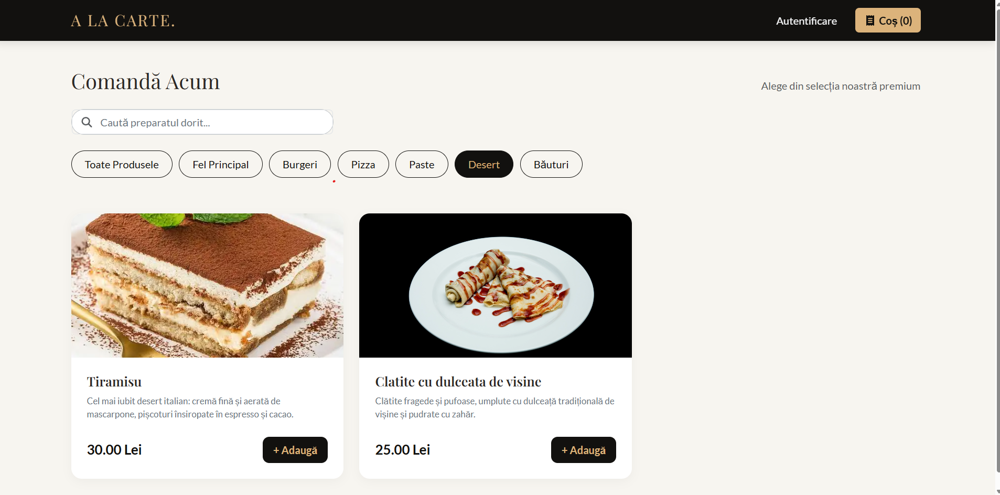 A LA CARTE.
Autentificare
Coș (0)
Comandă Acum
Alege din selecția noastră premium
Caută preparatul dorit...
Toate Produsele
Fel Principal
Burgeri
Pizza
Paste
Desert
Băuturi
Tiramisu
Cel mai iubit desert italian: cremă fină și aerată de
mascarpone, pișcoturi însiropate în espresso și cacao.
30.00 Lei
+ Adaugă
Clatite cu dulceata de visine
Clătite fragede și pufoase, umplute cu dulceață tradițională de
vișine și pudrate cu zahăr.
25.00 Lei
+ Adaugă